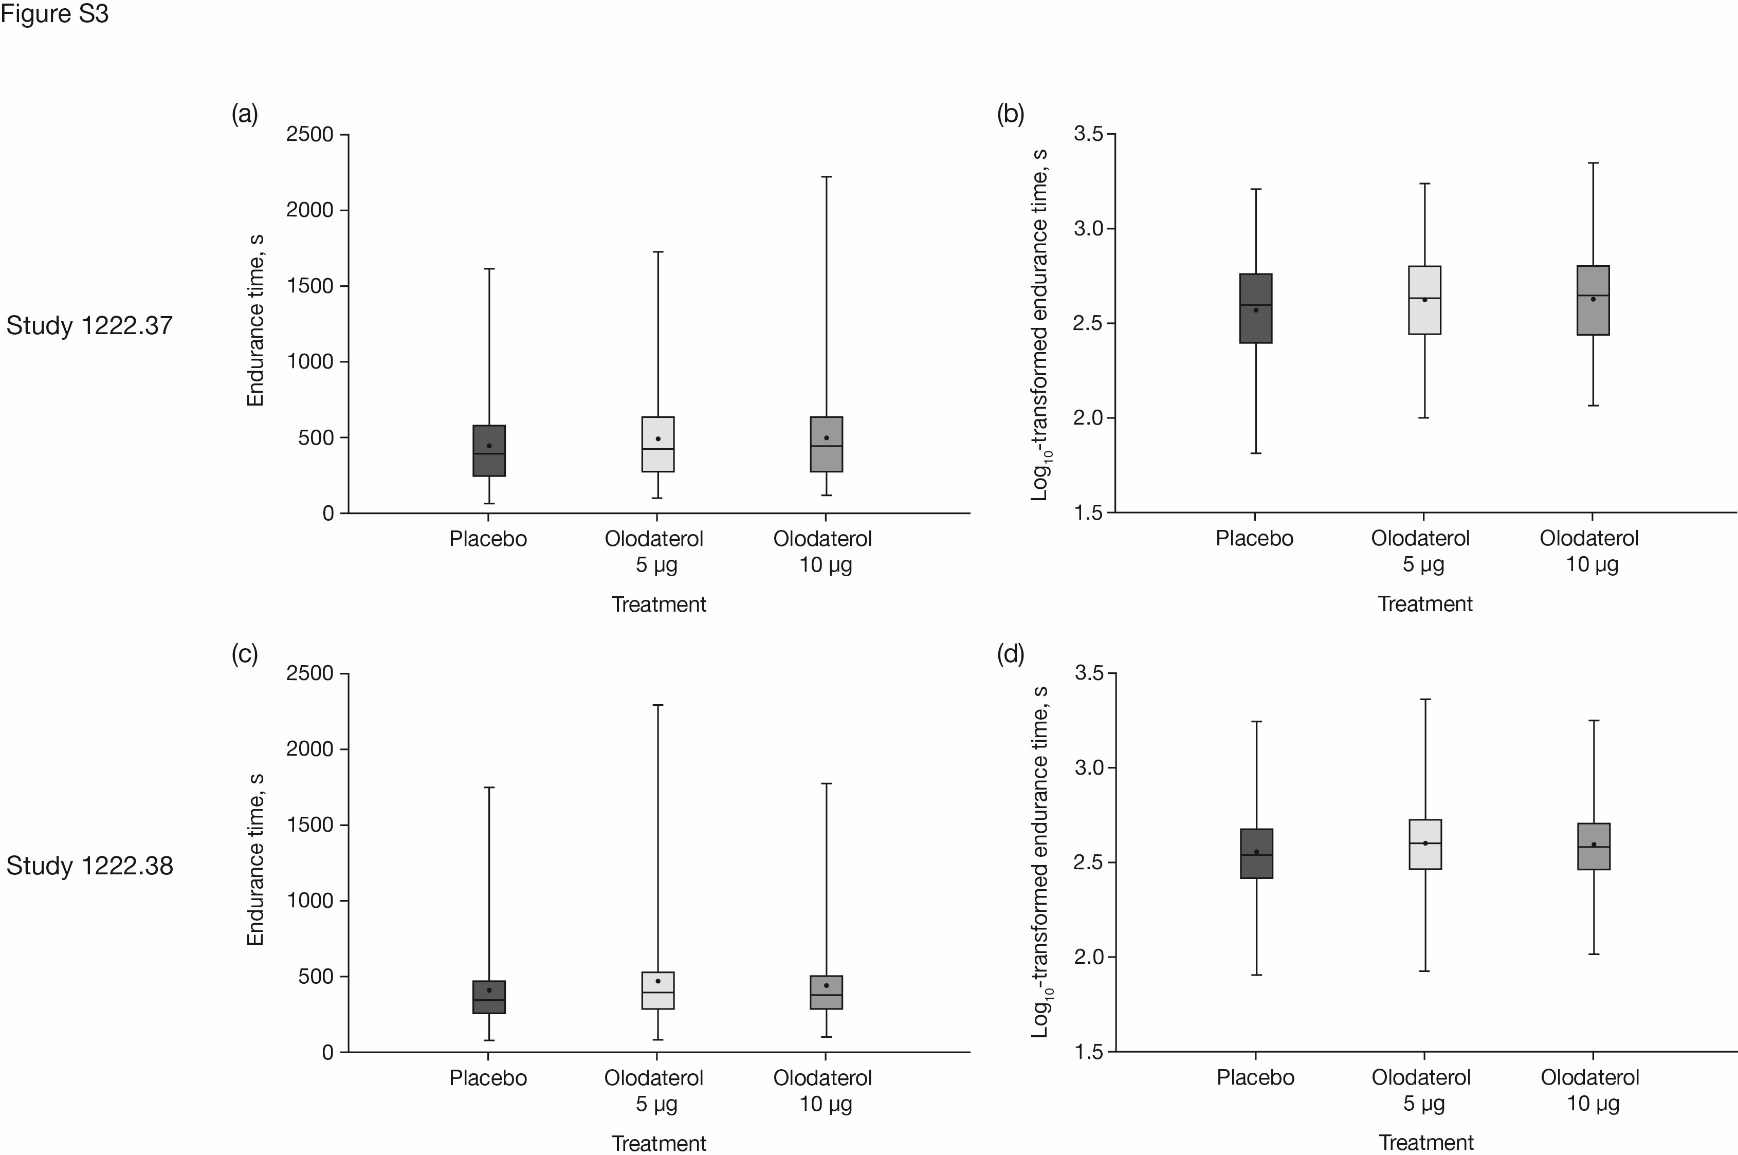 Figure S3
(a)
2500
2000
1500
1000
500
0
Endurance time, s
Placebo
Olodaterol
5 µg
Olodaterol
10 µg
Treatment
(b)
3.5
3.0
2.5
2.0
1.5
Log10-transformed endurance time, s
Placebo
Olodaterol
5 µg
Olodaterol
10 µg
Treatment
Study 1222.37
(c)
2500
2000
1500
1000
500
0
Endurance time, s
Placebo
Olodaterol
5 µg
Olodaterol
10 µg
Treatment
(d)
3.5
3.0
2.5
2.0
1.5
Log10-transformed endurance time, s
Placebo
Olodaterol
5 µg
Olodaterol
10 µg
Treatment
Study 1222.38